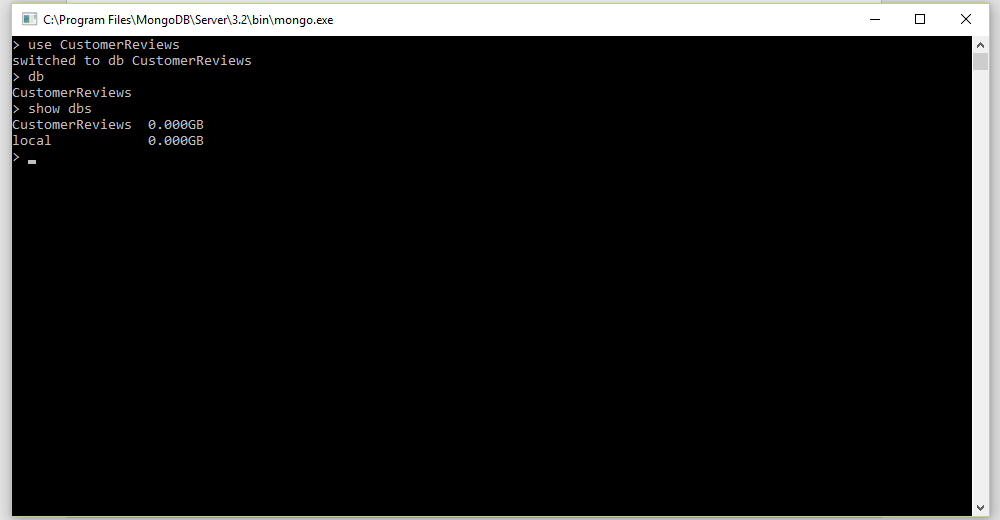 C:\Program Files\MongoDB\Server\3.2\bin\mongo.exe
> use CustomerReviews
switched to db CustomerReviews
> db
CustomerReviews
> show dbs
CustomerReviews  0.000GB
local            0.000GB
>